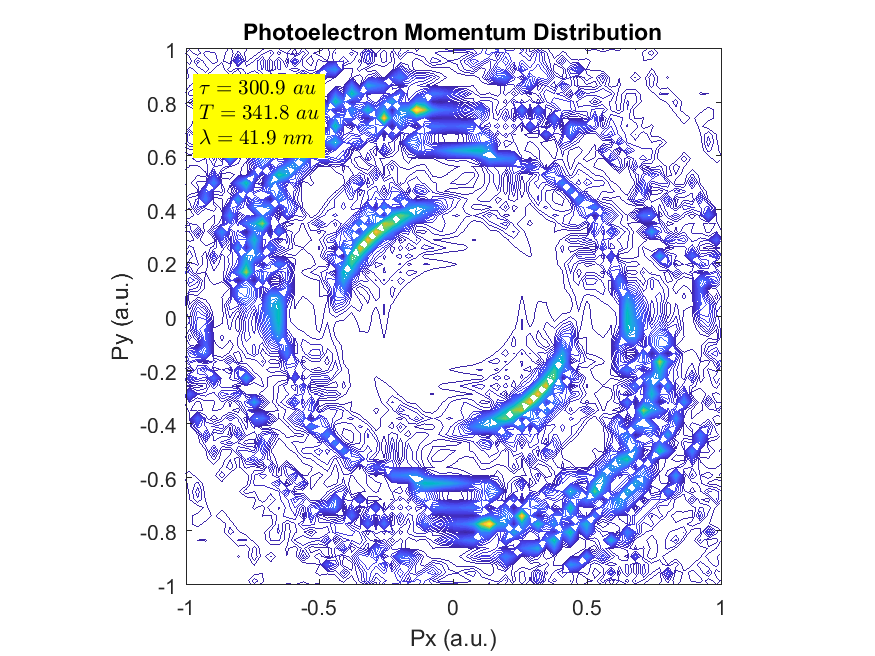 Photoelectron Momentum Distribution
τ = 300.9 au
T = 341.8 au
λ = 41.9 nm
1
0.8
0.6
0.4
0.2
0
-0.2
-0.4
-0.6
-0.8
-1
Py (a.u.)
-1
-0.5
0
0.5
1
Px (a.u.)